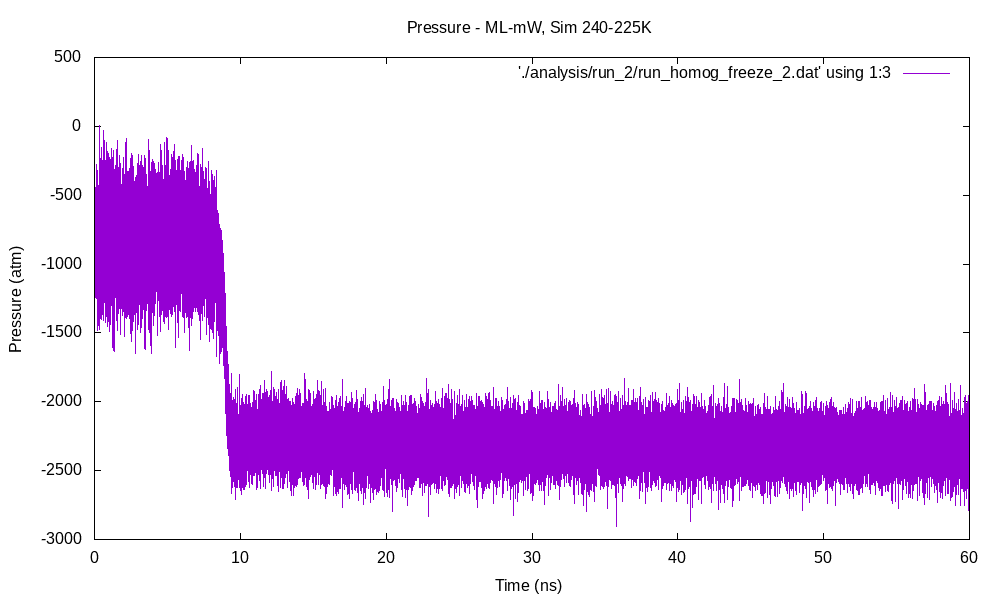 Pressure - ML-mW, Sim 240-225K
'./analysis/run_2/run_homog_freeze_2.dat' using 1:3
500
0
-500
-1000
-1500
-2000
-2500
-3000
Pressure (atm)
0 10 20 30 40 50 60
Time (ns)